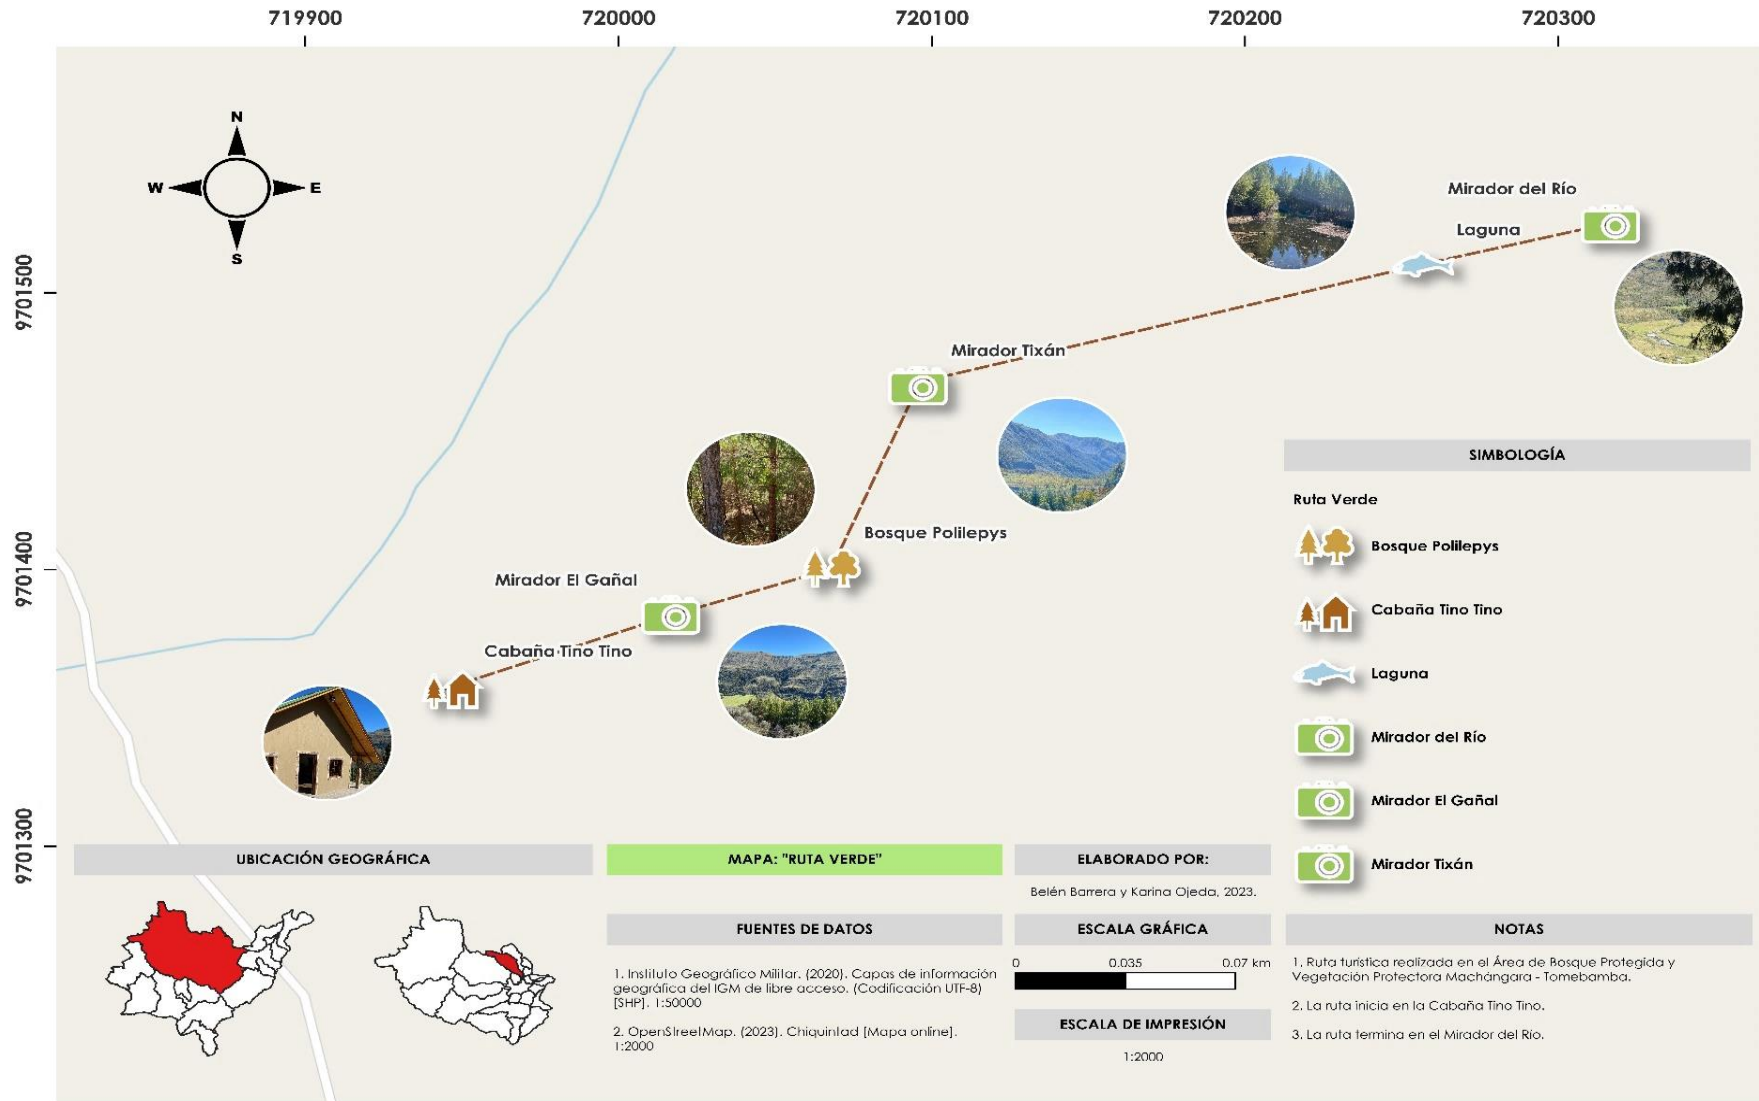 719900
720000
720100
720200
720300
9701500
9701400
9701300
N
W
E
S
Mirador del Río
Laguna
Mirador Tixán
Bosque Polilepys
Mirador El Gañal
Cabaña Tino Tino
SIMBOLOGÍA
Ruta Verde
Bosque Polilepys
Cabaña Tino Tino
Laguna
Mirador del Río
Mirador El Gañal
Mirador Tixán
UBICACIÓN GEOGRÁFICA
MAPA: "RUTA VERDE"
FUENTES DE DATOS
1. Instituto Geográfico Militar. (2020). Capas de información
geográfica del IGM de libre acceso. (Codificación UTF-8)
[SHP]. 1:50000
2. OpenStreetMap. (2023). Chiquintad [Mapa online].
1:2000
ELABORADO POR:
Belén Barrera y Karina Ojeda, 2023.
ESCALA GRÁFICA
0 0.035 0.07 km
ESCALA DE IMPRESIÓN
1:2000
NOTAS
1. Ruta turística realizada en el Área de Bosque Protegida y
Vegetación Protectora Machángara - Tomebamba.
2. La ruta inicia en la Cabaña Tino Tino.
3. La ruta termina en el Mirador del Río.